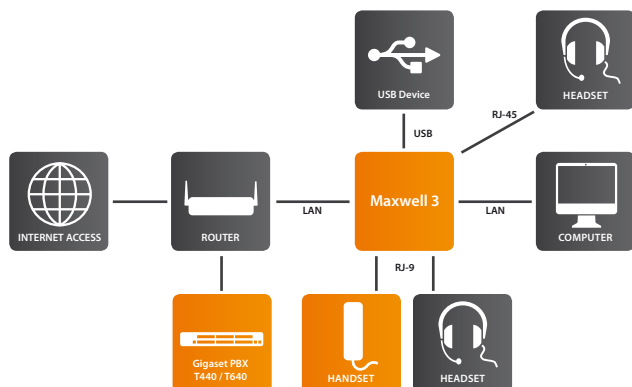 USB Device
HEADSET
RJ-45
USB
Maxwell 3
INTERNET ACCESS
ROUTER
LAN
LAN
COMPUTER
RJ-9
Gigaset PBX
T440 / T640
HANDSET
HEADSET